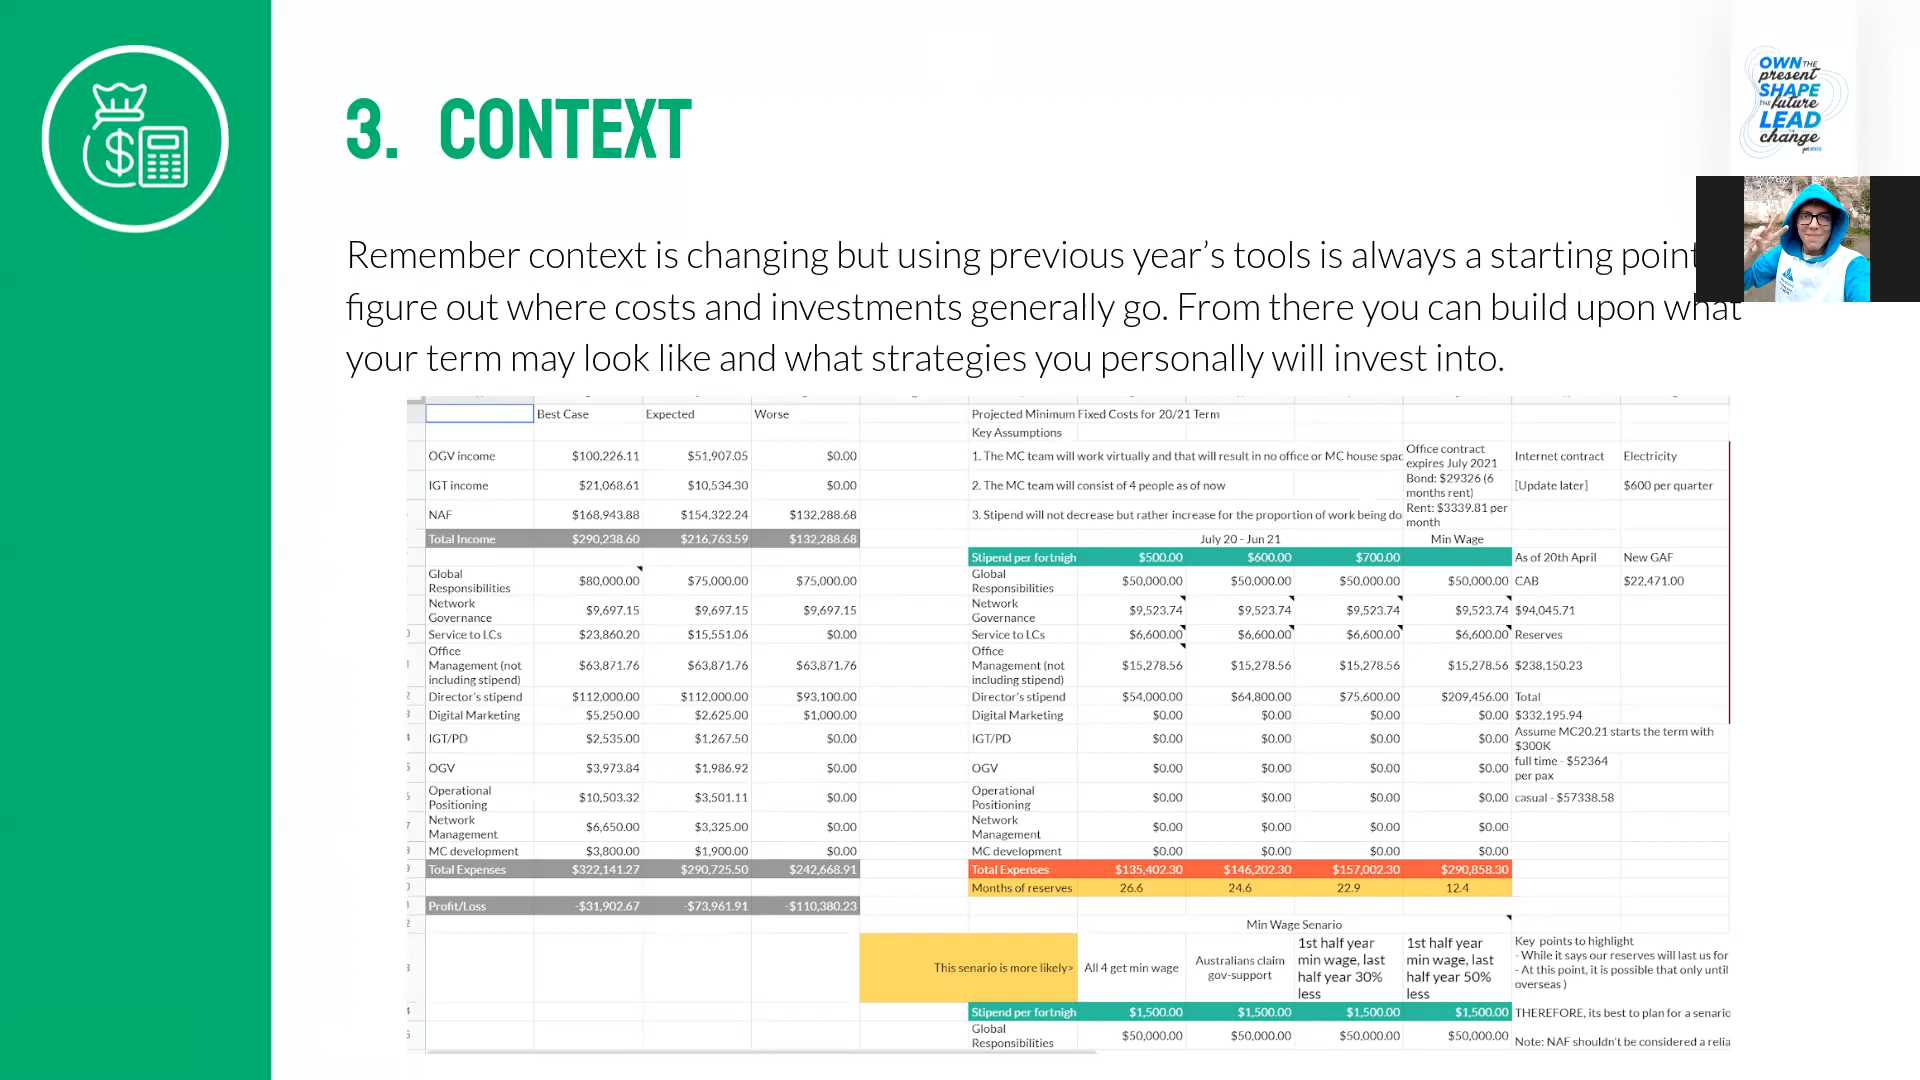 3. CONTEXT
OWN THE
present
SHAPE
THE future
LEAD
THE
change
Remember context is changing but using previous year's tools is always a starting point
figure out where costs and investments generally go. From there you can build upon what
your term may look like and what strategies you personally will invest into.
Best Case Expected Worse Projected Minimum Fixed Costs for 20/21 Term
Key Assumptions
OGV income $100,226.11 $51,907.05 $0.00 1. The MC team will work virtually and that will result in no office or MC house spac Office contract expires July 2021 Internet contract Electricity
IGT income $21,068.61 $10,534.30 $0.00 2. The MC team will consist of 4 people as of now Bond: $29326 (6 months rent) [Update later] $600 per quarter
NAF $168,943.88 $154,322.24 $132,288.68 3. Stipend will not decrease but rather increase for the proportion of work being do Rent: $3339.81 per month
Total Income $290,238.60 $216,763.59 $132,288.68 July 20 - Jun 21 Min Wage
Stipend per fortnigh $500.00 $600.00 $700.00 As of 20th April New GAF
Global Responsibilities $80,000.00 $75,000.00 $75,000.00 Global Responsibilities $50,000.00 $50,000.00 $50,000.00 $50,000.00 CAB $22,471.00
Network Governance $9,697.15 $9,697.15 $9,697.15 Network Governance $9,523.74 $9,523.74 $9,523.74 $9,523.74 $94,045.71
Service to LCs $23,860.20 $15,551.06 $0.00 Service to LCs $6,600.00 $6,600.00 $6,600.00 $6,600.00 Reserves
Office Management (not including stipend) $63,871.76 $63,871.76 $63,871.76 Office Management (not including stipend) $15,278.56 $15,278.56 $15,278.56 $15,278.56 $238,150.23
Director's stipend $112,000.00 $112,000.00 $93,100.00 Director's stipend $54,000.00 $64,800.00 $75,600.00 $209,456.00 Total
Digital Marketing $5,250.00 $2,625.00 $1,000.00 Digital Marketing $0.00 $0.00 $0.00 $0.00 $332,195.94
IGT/PD $2,535.00 $1,267.50 $0.00 IGT/PD $0.00 $0.00 $0.00 $0.00 Assume MC20.21 starts the term with $300K
OGV $3,973.84 $1,986.92 $0.00 OGV $0.00 $0.00 $0.00 $0.00 full time - $52364 per pax
Operational Positioning $10,503.32 $3,501.11 $0.00 Operational Positioning $0.00 $0.00 $0.00 $0.00 casual - $57338.58
Network Management $6,650.00 $3,325.00 $0.00 Network Management $0.00 $0.00 $0.00 $0.00
MC development $3,800.00 $1,900.00 $0.00 MC development $0.00 $0.00 $0.00 $0.00
Total Expenses $322,141.27 $290,725.50 $242,668.91 Total Expenses $135,402.30 $146,202.30 $157,002.30 $290,858.30
Months of reserves 26.6 24.6 22.9 12.4
Profit/Loss -$31,902.67 -$73,961.91 -$110,380.23
Min Wage Senario
This senario is more likely> All 4 get min wage Australians claim gov-support 1st half year min wage, last half year 30% less 1st half year min wage, last half year 50% less Key points to highlight
- While it says our reserves will last us for
- At this point, it is possible that only until
overseas )
Stipend per fortnigh $1,500.00 $1,500.00 $1,500.00 $1,500.00 THEREFORE, its best to plan for a senario
Global Responsibilities $50,000.00 $50,000.00 $50,000.00 $50,000.00 Note: NAF shouldn't be considered a relia